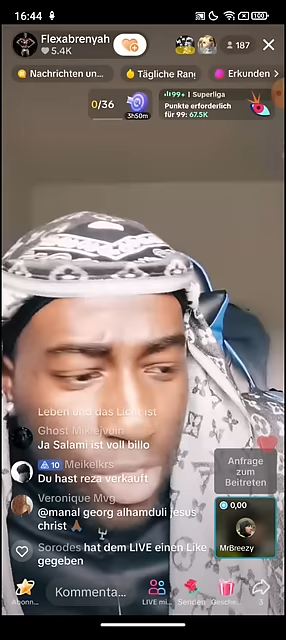 16:44
100
Flexabrenyah
5.4K
187
Nachrichten un...
Tägliche Rang
Erkunden
0/36
3h50m
99+ | Superliga
Punkte erforderlich
für 99: 67.5K
Leben und das Licht ist
Ghost
Ja Salami ist voll billo
10 Meikelkrs
Du hast reza verkauft
Veronique Mvg
@manal georg alhamduli jesus
christ
Sorodes hat dem LIVE einen Like
gegeben
Anfrage
zum
Beitreten
0,00
MrBreezy
Abonn...
Kommenta...
LIVE mi...
Senden
Gesche...
3